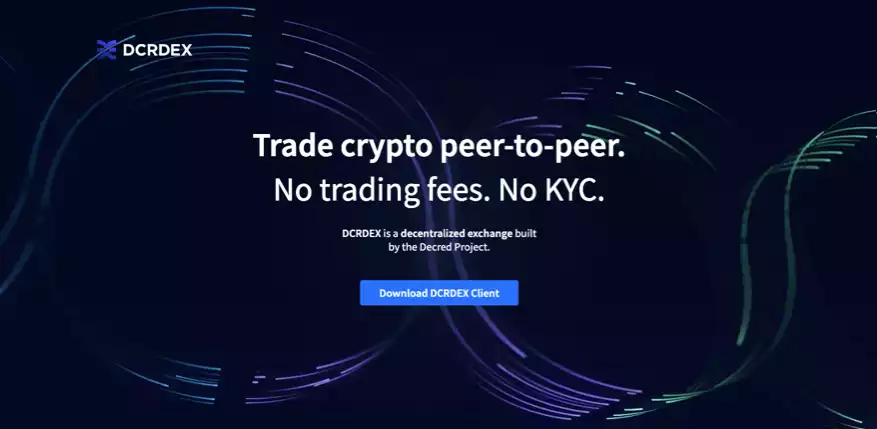 DCRDEX
Trade crypto peer-to-peer.
No trading fees. No KYC.
DCRDEX is a decentralized exchange built
by the Decred Project.
Download DCRDEX Client